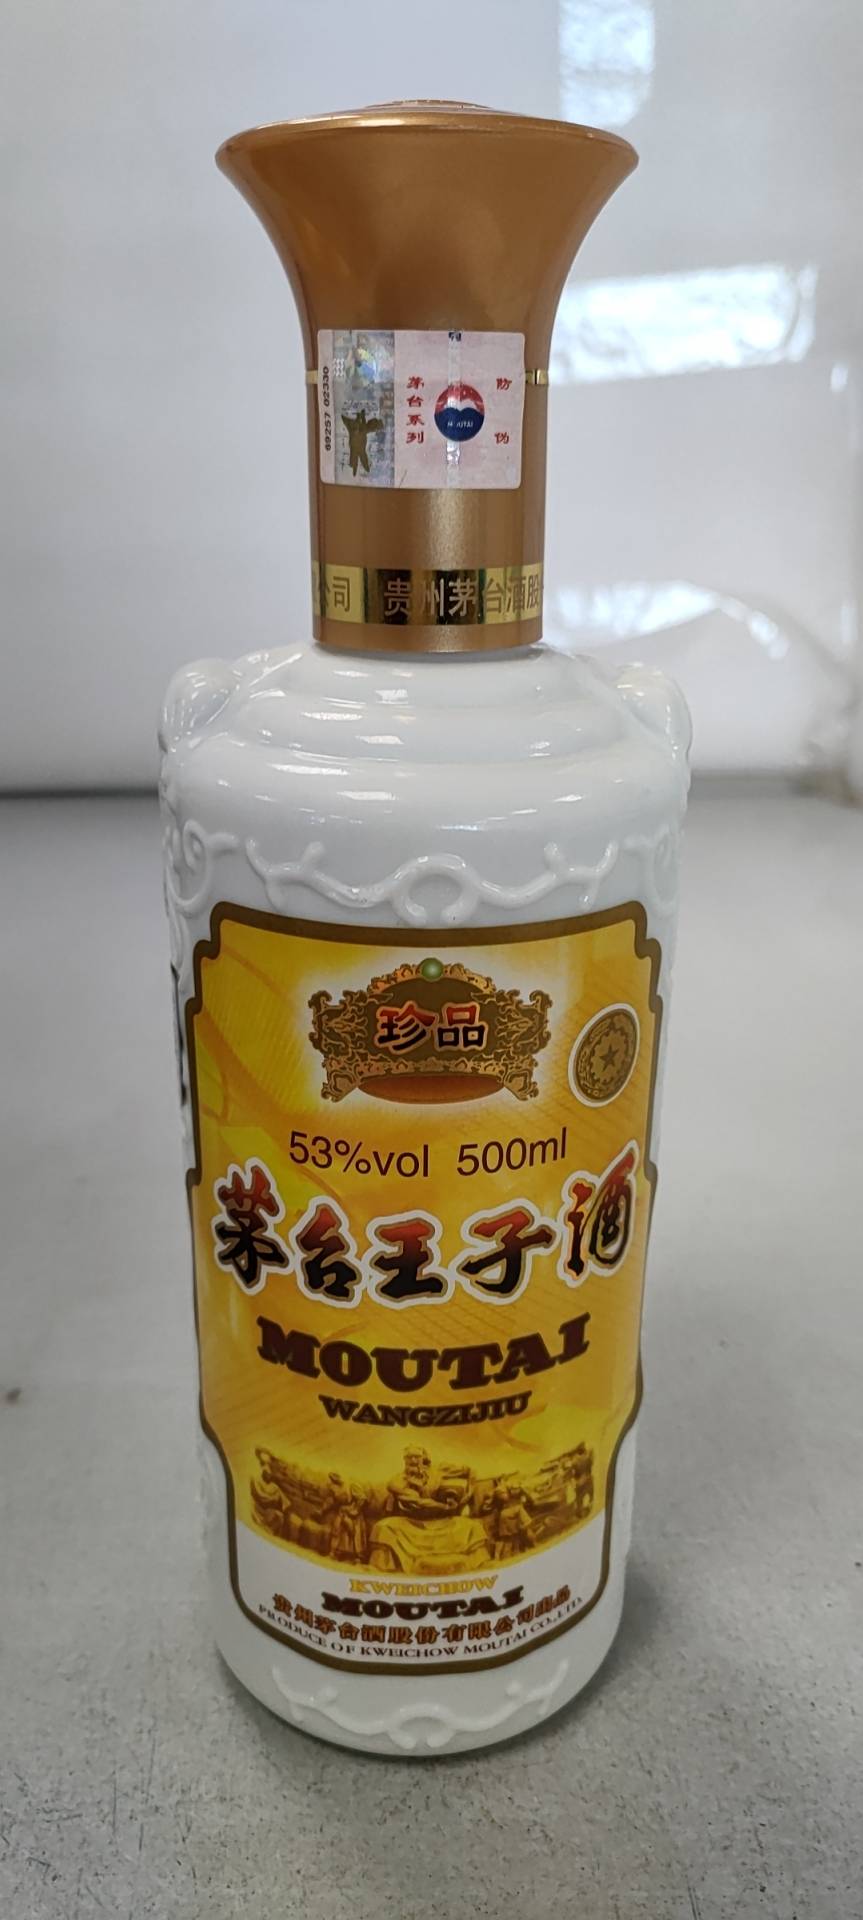 69257 02330
茅台系列
防伪
MOUTAI
公司 贵州茅台酒股
珍品
53%vol 500ml
茅台王子酒
MOUTAI
WANGZIJIU
KWEICHOW
MOUTAI
贵州茅台酒股份有限公司出品
PRODUCE OF KWEICHOW MOUTAI CO.,LTD.